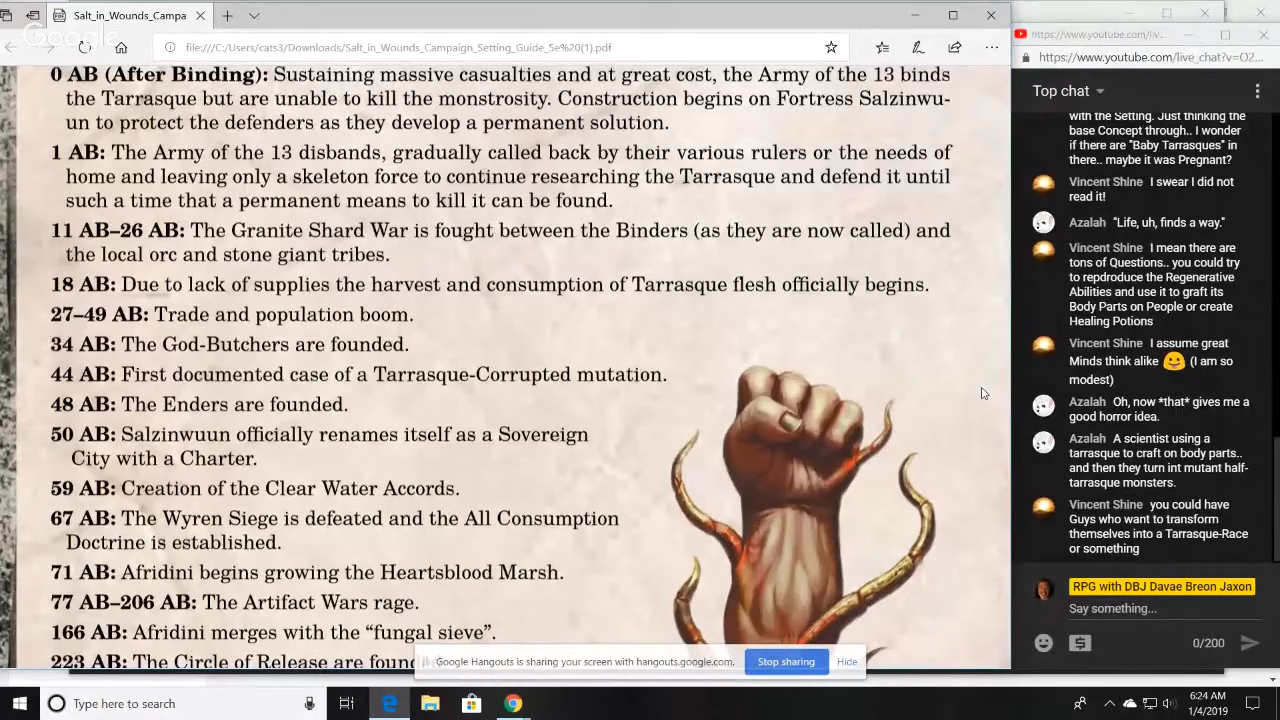 Salt_in_Wounds_Campa
Google
file:///C:/Users/cats3/Downloads/Salt_in_Wounds_Campaign_Setting_Guide_5e%20(1).pdf
0 AB (After Binding): Sustaining massive casualties and at great cost, the Army of the 13 binds
the Tarrasque but are unable to kill the monstrosity. Construction begins on Fortress Salzinwu-
un to protect the defenders as they develop a permanent solution.
1 AB: The Army of the 13 disbands, gradually called back by their various rulers or the needs of
home and leaving only a skeleton force to continue researching the Tarrasque and defend it until
such a time that a permanent means to kill it can be found.
11 AB–26 AB: The Granite Shard War is fought between the Binders (as they are now called) and
the local orc and stone giant tribes.
18 AB: Due to lack of supplies the harvest and consumption of Tarrasque flesh officially begins.
27–49 AB: Trade and population boom.
34 AB: The God-Butchers are founded.
44 AB: First documented case of a Tarrasque-Corrupted mutation.
48 AB: The Enders are founded.
50 AB: Salzinwuun officially renames itself as a Sovereign
City with a Charter.
59 AB: Creation of the Clear Water Accords.
67 AB: The Wyren Siege is defeated and the All Consumption
Doctrine is established.
71 AB: Afridini begins growing the Heartsblood Marsh.
77 AB–206 AB: The Artifact Wars rage.
166 AB: Afridini merges with the “fungal sieve”.
223 AB: The Circle of Release are foun
Google Hangouts is sharing your screen with hangouts.google.com.
Stop sharing
Hide
https://www.youtube.com/liv...
https://www.youtube.com/live_chat?v=O2...
Top chat
with the Setting. Just thinking the
base Concept through.. I wonder
if there are "Baby Tarrasques" in
there.. maybe it was Pregnant?
Vincent Shine I swear I did not
read it!
Azalah "Life, uh, finds a way."
Vincent Shine I mean there are
tons of Questions.. you could try
to repdroduce the Regenerative
Abilities and use it to graft its
Body Parts on People or create
Healing Potions
Vincent Shine I assume great
Minds think alike (I am so
modest)
Azalah Oh, now *that* gives me a
good horror idea.
Azalah A scientist using a
tarrasque to craft on body parts..
and then they turn int mutant half-
tarrasque monsters.
Vincent Shine you could have
Guys who want to transform
themselves into a Tarrasque-Race
or something
RPG with DBJ Davae Breon Jaxon
Say something...
0/200
Type here to search
6:24 AM
1/4/2019